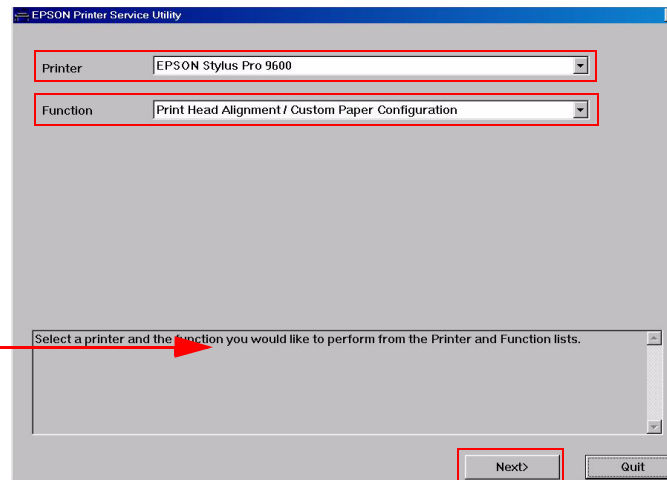 EPSON Printer Service Utility
Printer EPSON Stylus Pro 9600
Function Print Head Alignment / Custom Paper Configuration
Select a printer and the function you would like to perform from the Printer and Function lists.
Next> Quit